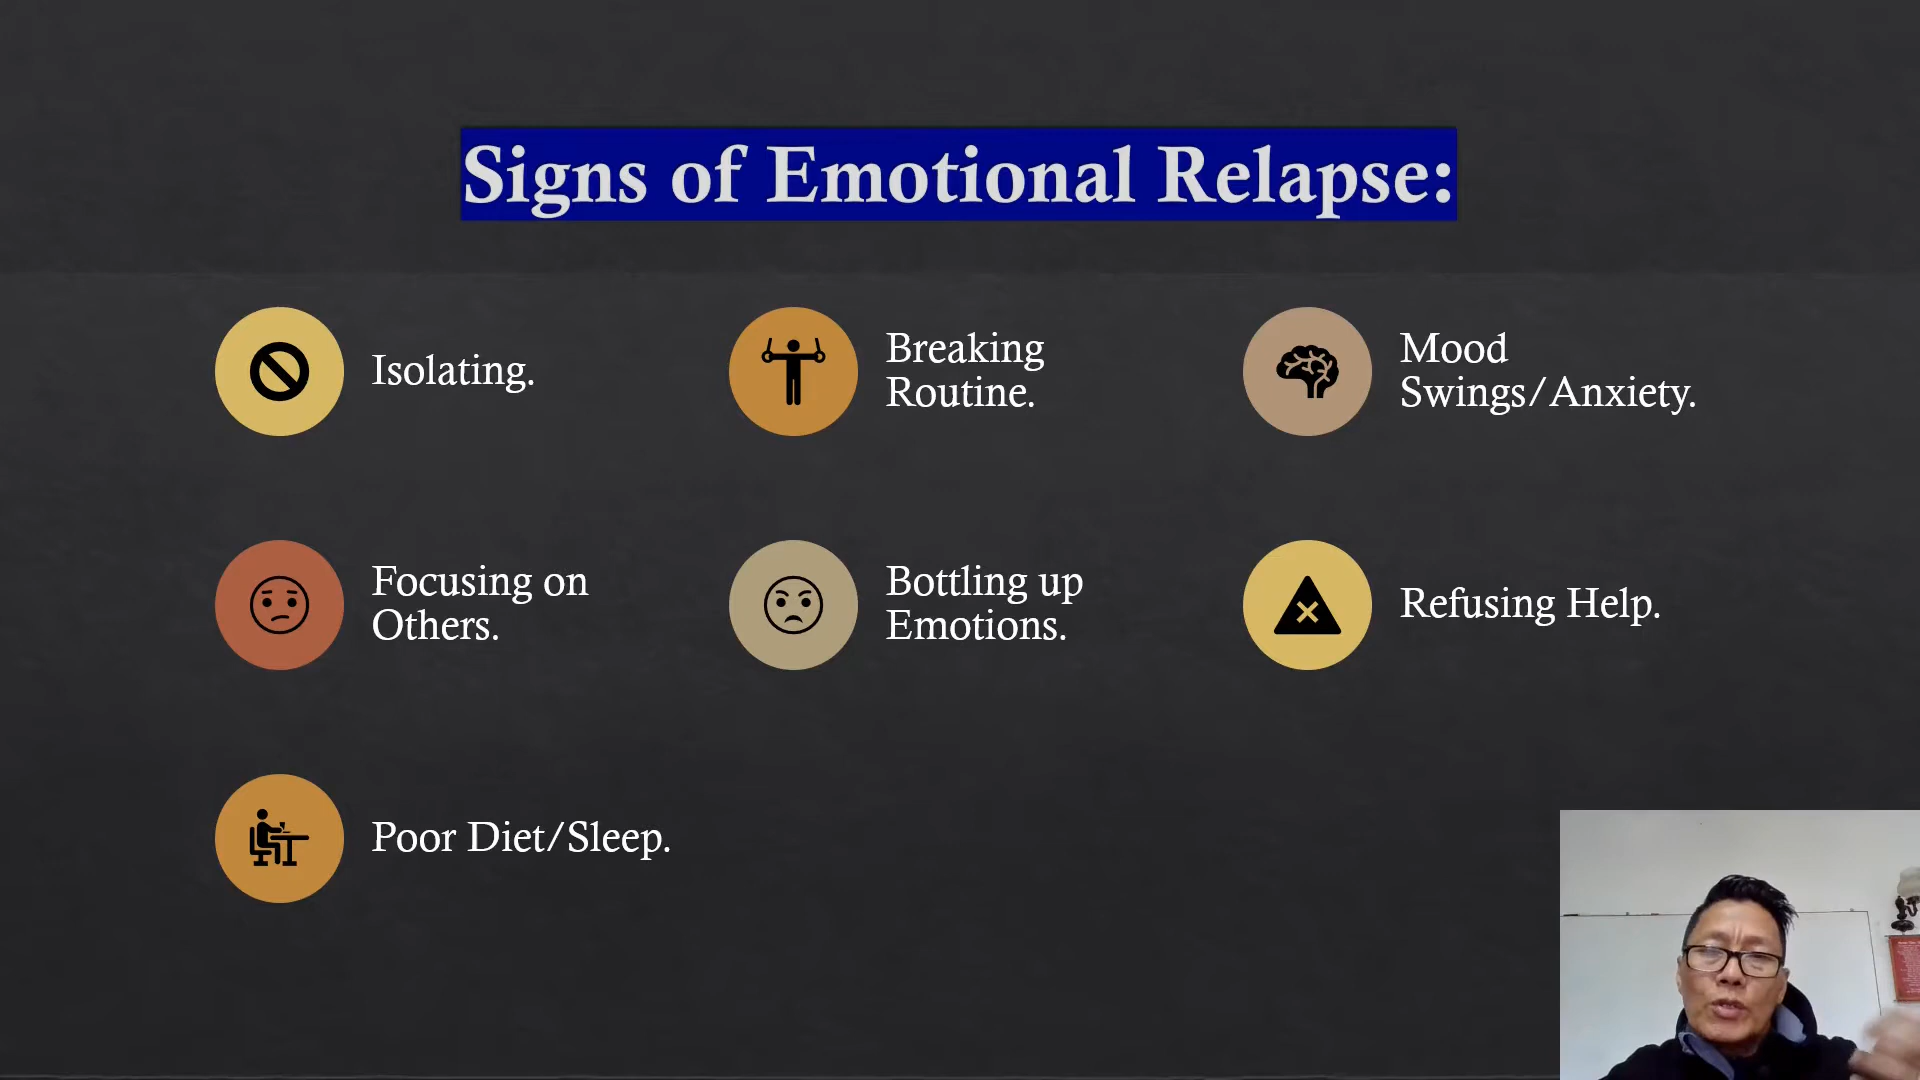 Signs of Emotional Relapse:
Isolating.
Breaking
Routine.
Mood
Swings/Anxiety.
Focusing on
Others.
Bottling up
Emotions.
Refusing Help.
Poor Diet/Sleep.